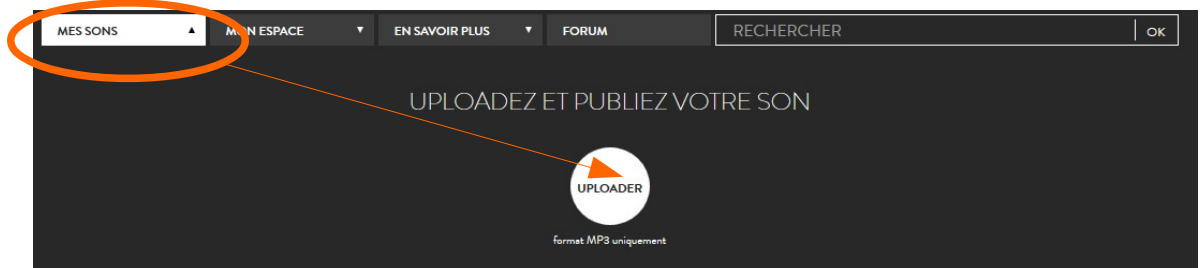 MES SONS ▲ MON ESPACE ▼ EN SAVOIR PLUS ▼ FORUM RECHERCHER OK
UPLOADEZ ET PUBLIEZ VOTRE SON
UPLOADER
format MP3 uniquement